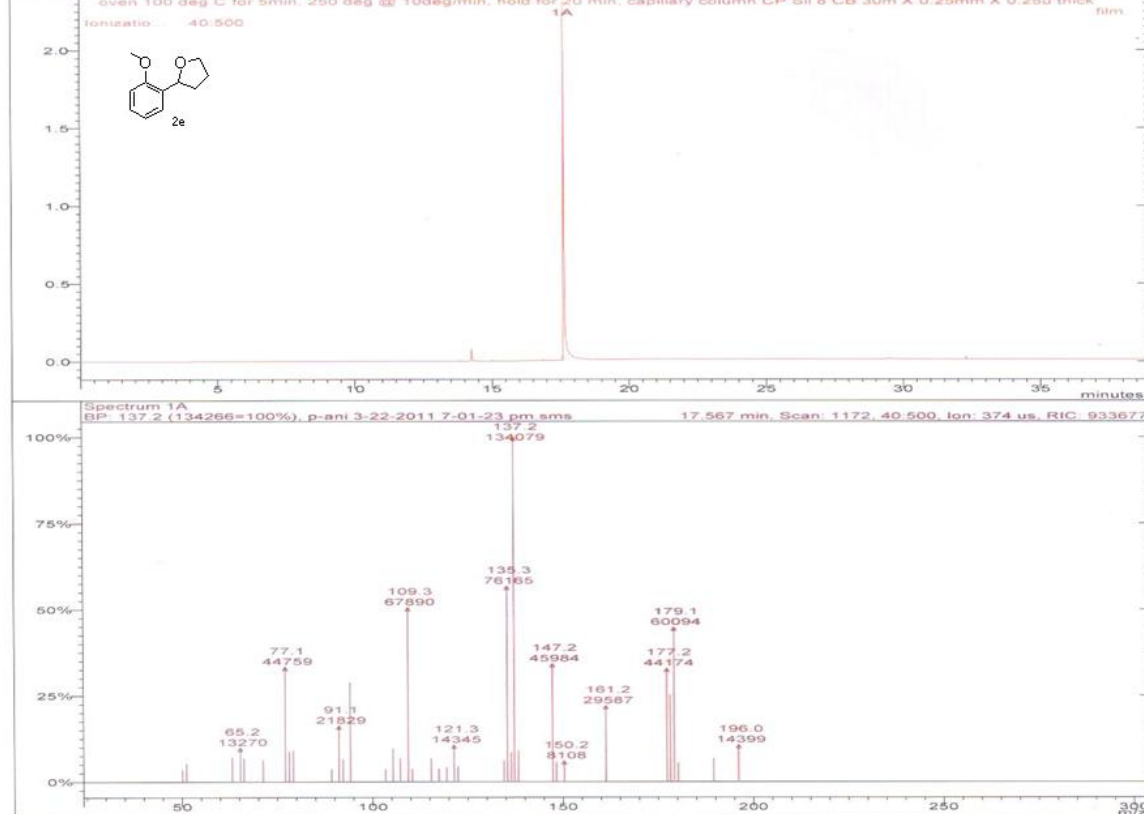 oven 100 deg C for 5min, 250 deg @ 10deg/min, hold for 20 min, capillary column CP sil 8 CB 30m X 0.25mm X 0.25u thick
film
Ionizatio... 40:500
1A
2.0
O
O
2e
1.5
1.0
0.5
0.0
5 10 15 20 25 30 35
minutes
Spectrum 1A
BP: 137.2 (134266=100%), p-ani 3-22-2011 7-01-23 pm.sms 17.567 min, Scan: 1172, 40:500, Ion: 374 us, RIC: 933677
137.2
134079
100%
75%
135.3
76165
109.3
67890
50%
179.1
60094
77.1
44759
147.2
45984
177.2
44174
25%
161.2
29587
91.1
21829
65.2
13270
121.3
14345
150.2
8108
196.0
14399
0%
50 100 150 200 250 300
m/z